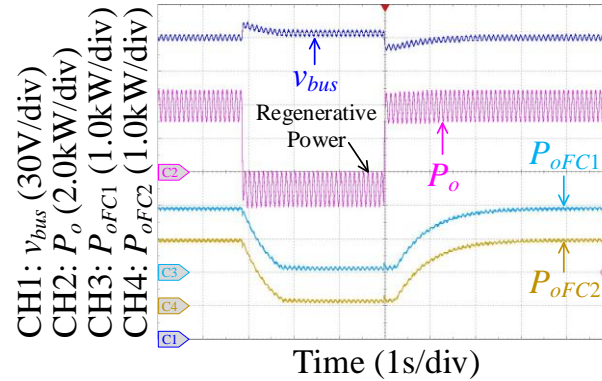 CH1: v_bus (30V/div)
CH2: P_o (2.0kW/div)
CH3: P_oFC1 (1.0kW/div)
CH4: P_oFC2 (1.0kW/div)
v_bus
Regenerative
Power
P_o
P_oFC1
P_oFC2
C2
C3
C4
C1
Time (1s/div)